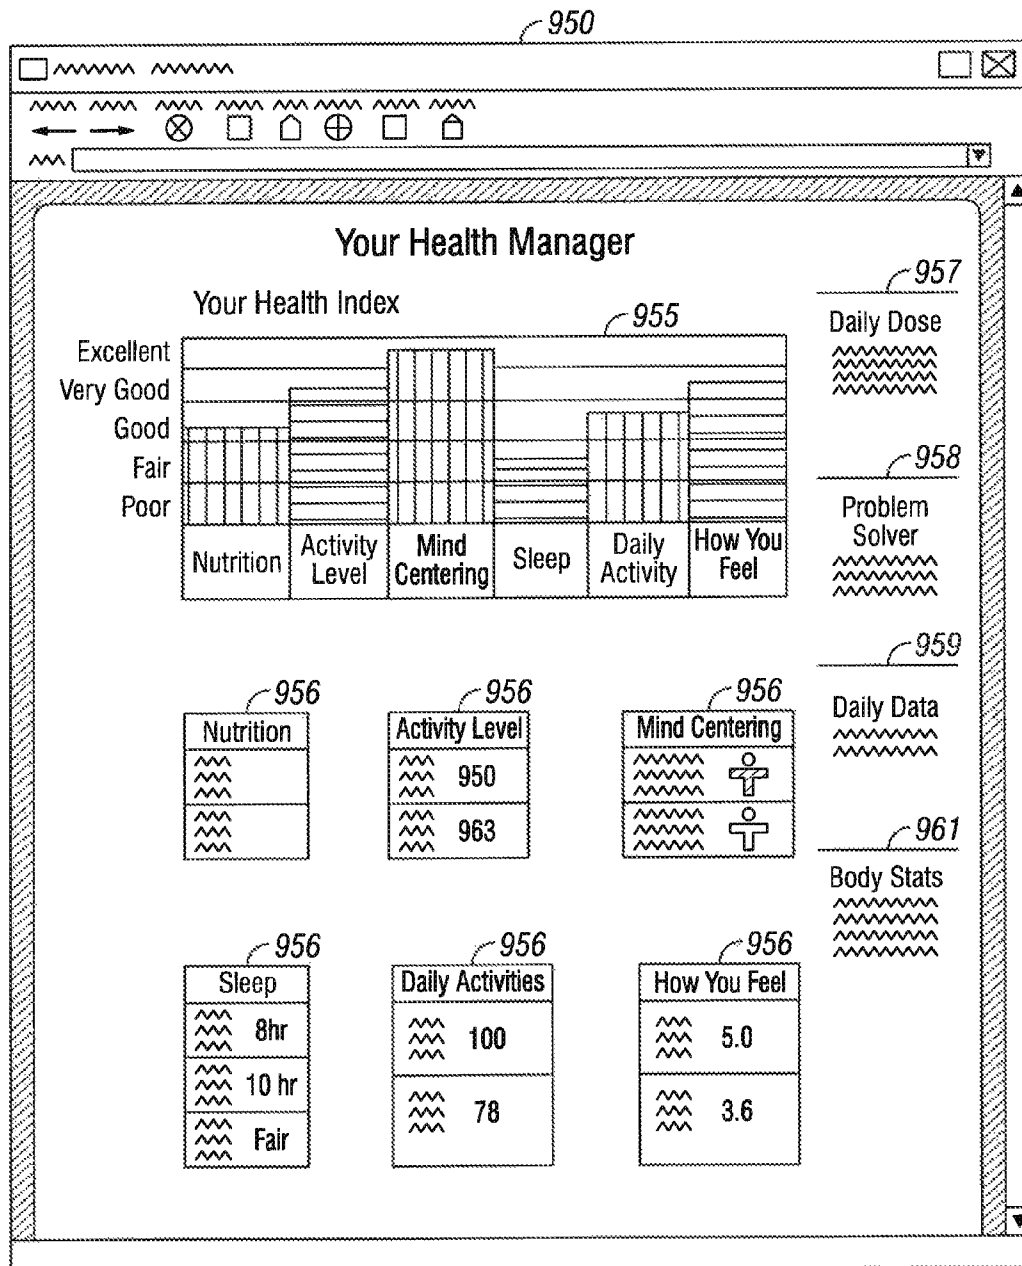 950
Your Health Manager
957
Your Health Index
955
Daily Dose
Excellent
Very Good
Good
Fair
Poor
958
Problem
Solver
Nutrition
Activity
Level
Mind
Centering
Sleep
Daily
Activity
How You
Feel
959
Daily Data
956
Nutrition
956
Activity Level
950
963
956
Mind Centering
961
Body Stats
956
Sleep
8hr
10 hr
Fair
956
Daily Activities
100
78
956
How You Feel
5.0
3.6